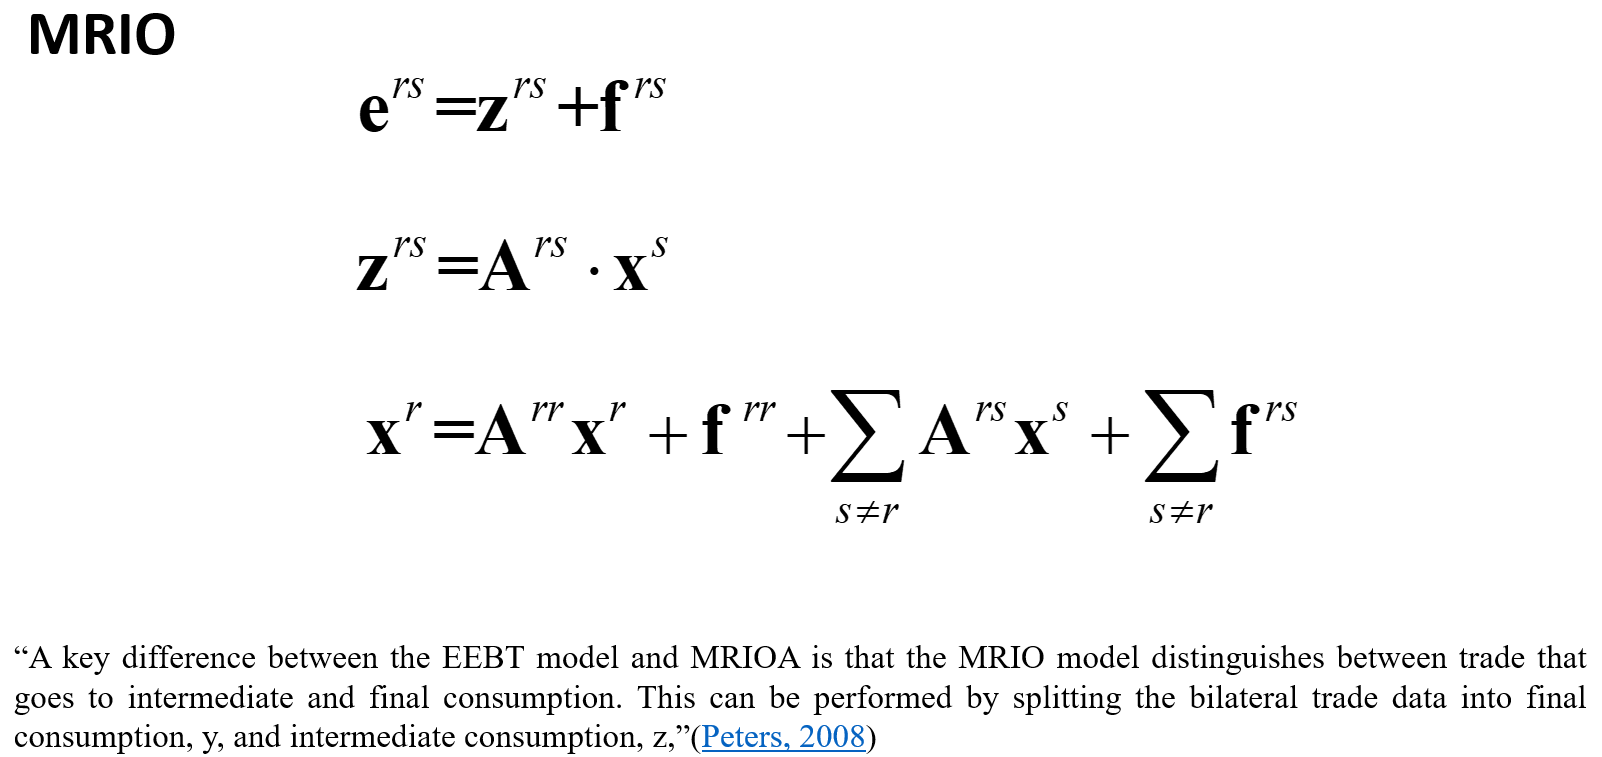 MRIO
e^{rs} = z^{rs} + f^{rs}
z^{rs} = A^{rs} · x^{s}
x^{r} = A^{rr} x^{r} + f^{rr} + ∑_{s≠r} A^{rs} x^{s} + ∑_{s≠r} f^{rs}
“A key difference between the EEBT model and MRIOA is that the MRIO model distinguishes between trade that
goes to intermediate and final consumption. This can be performed by splitting the bilateral trade data into final
consumption, y, and intermediate consumption, z,”(Peters, 2008)